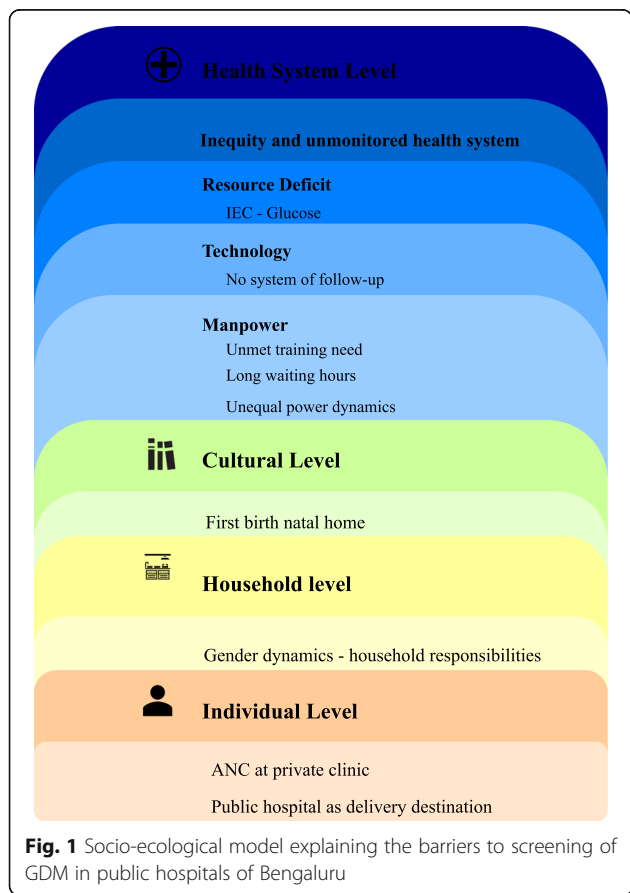 Health System Level
Inequity and unmonitored health system
Resource Deficit
IEC - Glucose
Technology
No system of follow-up
Manpower
Unmet training need
Long waiting hours
Unequal power dynamics
Cultural Level
First birth natal home
Household level
Gender dynamics - household responsibilities
Individual Level
ANC at private clinic
Public hospital as delivery destination
Fig. 1 Socio-ecological model explaining the barriers to screening of
GDM in public hospitals of Bengaluru